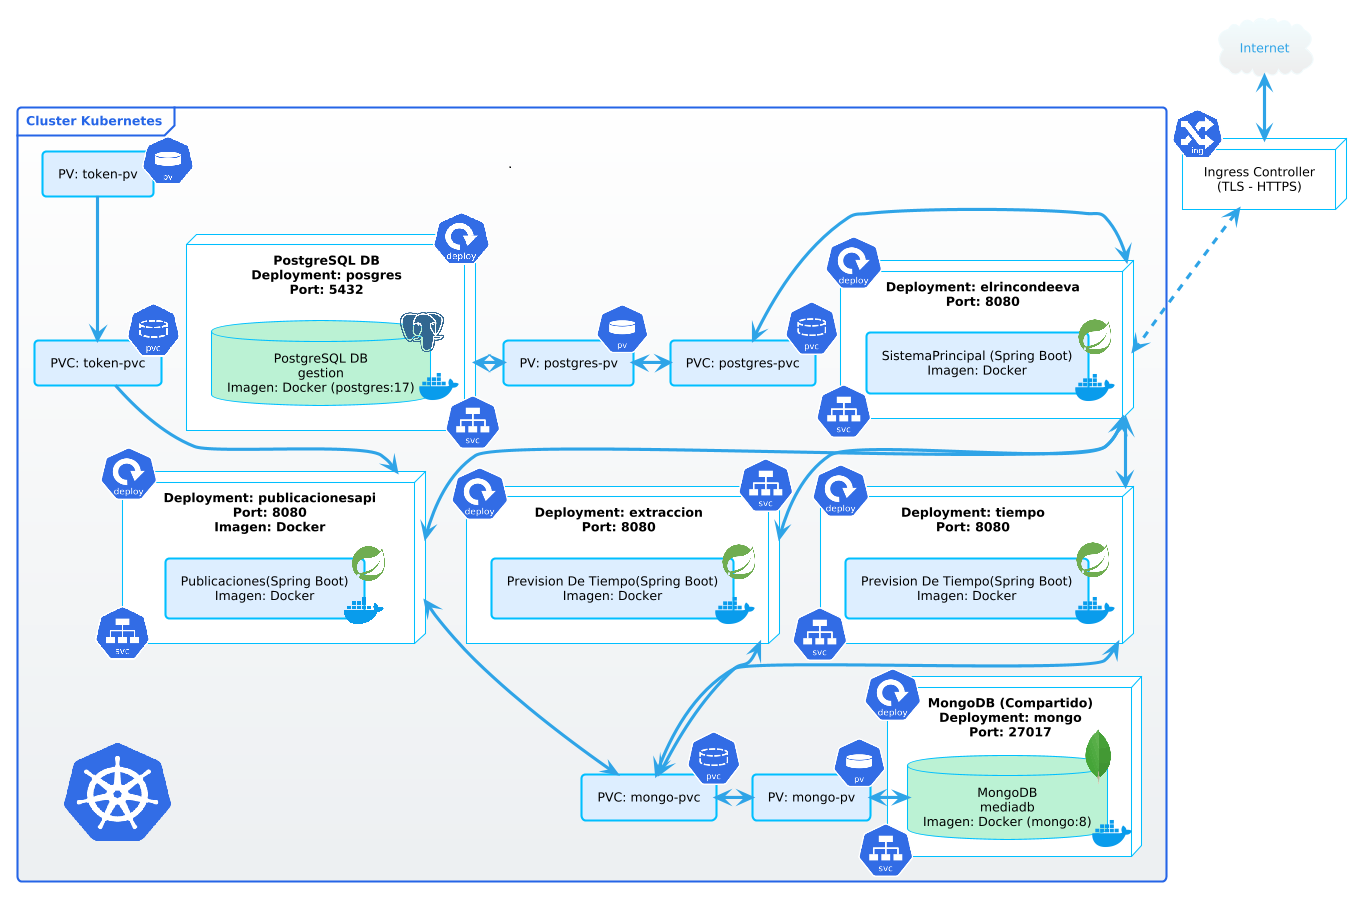 Internet
Cluster Kubernetes
ing
Ingress Controller
(TLS - HTTPS)
PV: token-pv
pv
deploy
PostgreSQL DB
Deployment: posgres
Port: 5432
PostgreSQL DB
gestion
Imagen: Docker (postgres:17)
svc
PVC: token-pvc
pvc
PV: postgres-pv
pv
PVC: postgres-pvc
pvc
deploy
Deployment: elrincondeeva
Port: 8080
SistemaPrincipal (Spring Boot)
Imagen: Docker
svc
deploy
Deployment: publicacionesapi
Port: 8080
Imagen: Docker
Publicaciones(Spring Boot)
Imagen: Docker
svc
deploy
svc
Deployment: extraccion
Port: 8080
Prevision De Tiempo(Spring Boot)
Imagen: Docker
deploy
Deployment: tiempo
Port: 8080
Prevision De Tiempo(Spring Boot)
Imagen: Docker
svc
PVC: mongo-pvc
pvc
PV: mongo-pv
pv
deploy
MongoDB (Compartido)
Deployment: mongo
Port: 27017
MongoDB
mediadb
Imagen: Docker (mongo:8)
svc